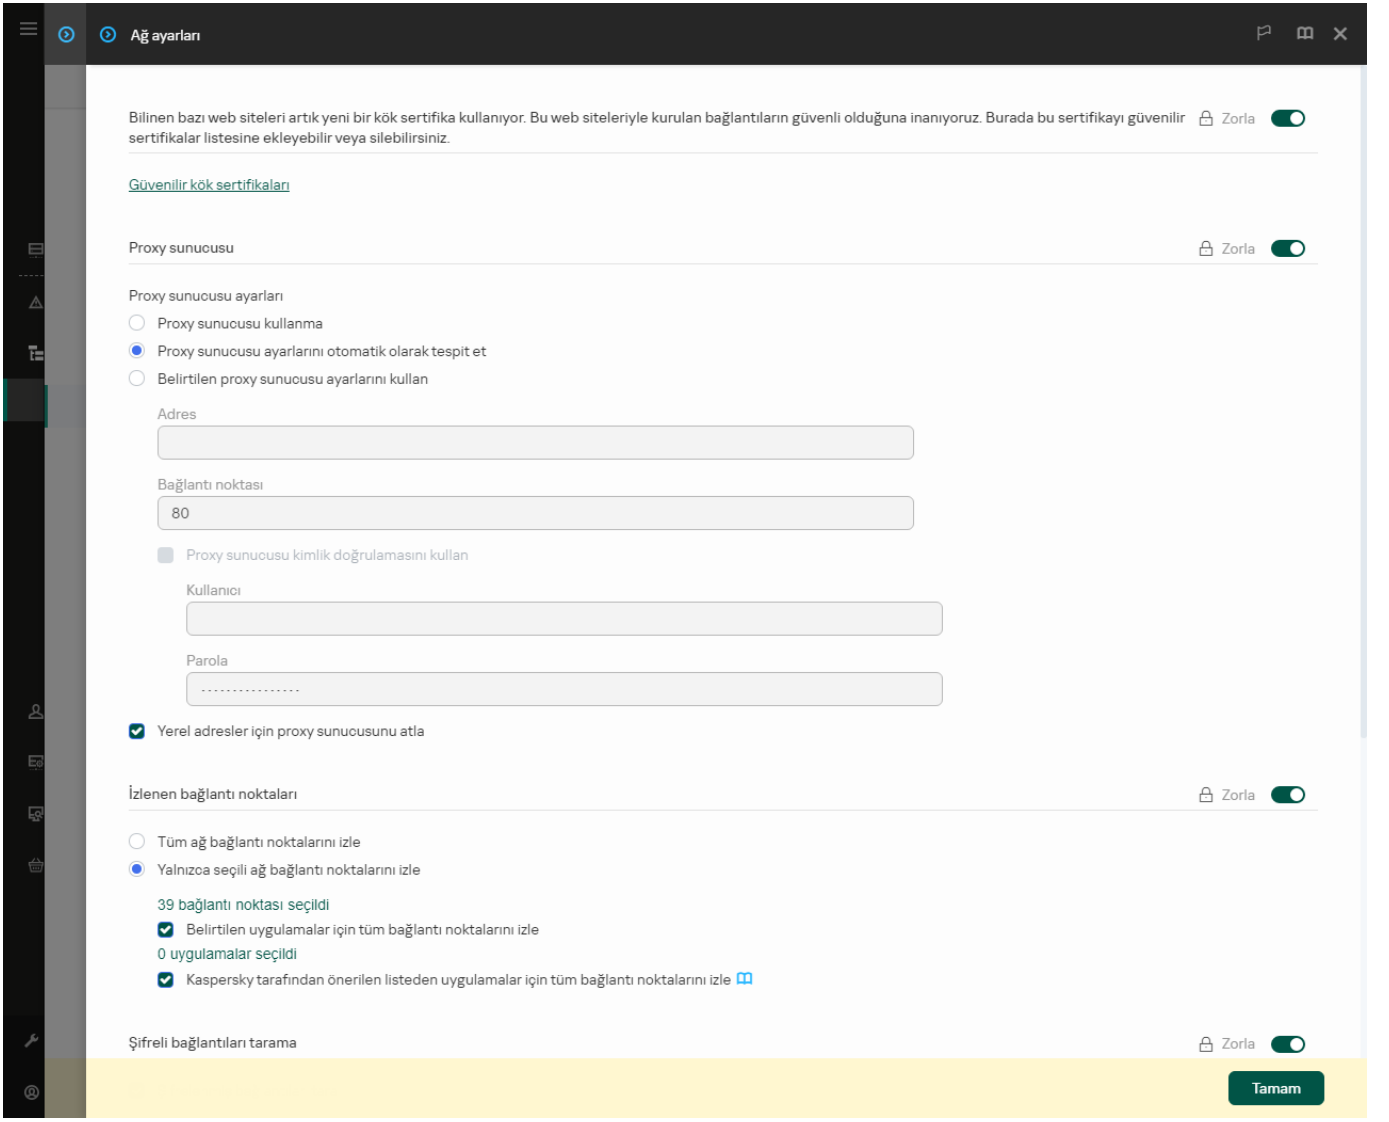 Ağ ayarları
Bilinen bazı web siteleri artık yeni bir kök sertifika kullanıyor. Bu web siteleriyle kurulan bağlantıların güvenli olduğuna inanıyoruz. Burada bu sertifikayı güvenilir
sertifikalar listesine ekleyebilir veya silebilirsiniz.
Zorla
Güvenilir kök sertifikaları
Proxy sunucusu
Zorla
Proxy sunucusu ayarları
Proxy sunucusu kullanma
Proxy sunucusu ayarlarını otomatik olarak tespit et
Belirtilen proxy sunucusu ayarlarını kullan
Adres
Bağlantı noktası
80
Proxy sunucusu kimlik doğrulamasını kullan
Kullanıcı
Parola
Yerel adresler için proxy sunucusunu atla
İzlenen bağlantı noktaları
Zorla
Tüm ağ bağlantı noktalarını izle
Yalnızca seçili ağ bağlantı noktalarını izle
39 bağlantı noktası seçildi
Belirtilen uygulamalar için tüm bağlantı noktalarını izle
0 uygulamalar seçildi
Kaspersky tarafından önerilen listeden uygulamalar için tüm bağlantı noktalarını izle
Şifreli bağlantıları tarama
Zorla
Tamam